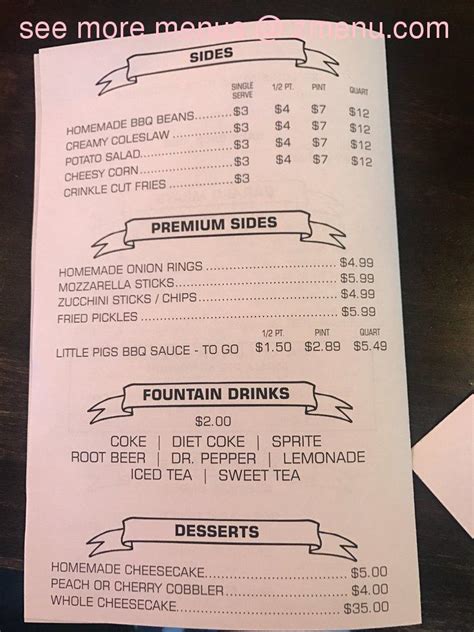 see more menus @ zmenu.com
SIDES
SINGLE SERVE 1/2 PT. PINT QUART
HOMEMADE BBQ BEANS..........$3 $4 $7 $12
CREAMY COLESLAW................$3 $4 $7 $12
POTATO SALAD......................$3 $4 $7 $12
CHEESY CORN.......................$3 $4 $7 $12
CRINKLE CUT FRIES................$3
PREMIUM SIDES
HOMEMADE ONION RINGS ............................$4.99
MOZZARELLA STICKS....................................$5.99
ZUCCHINI STICKS / CHIPS..............................$4.99
FRIED PICKLES ...........................................$5.99
1/2 PT. PINT QUART
LITTLE PIGS BBQ SAUCE - TO GO $1.50 $2.89 $5.49
FOUNTAIN DRINKS
$2.00
COKE | DIET COKE | SPRITE
ROOT BEER | DR. PEPPER | LEMONADE
ICED TEA | SWEET TEA
DESSERTS
HOMEMADE CHEESECAKE..............................$5.00
PEACH OR CHERRY COBBLER..........................$4.00
WHOLE CHEESECAKE....................................$35.00